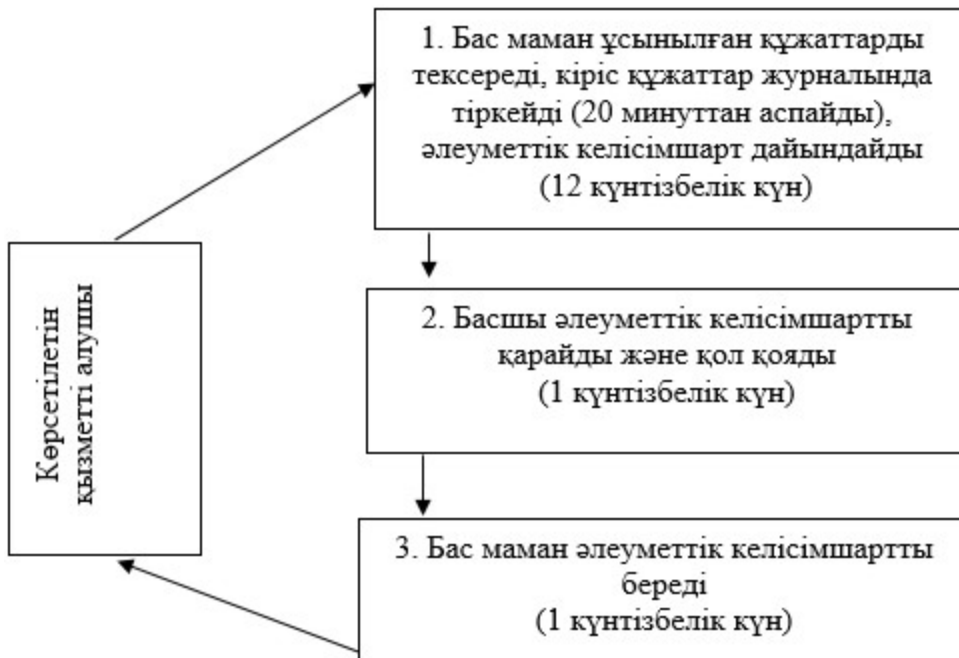 1. Бас маман ұсынылған құжаттарды
тексереді, кіріс құжаттар журналында
тіркейді (20 минуттан аспайды),
әлеуметтік келісімшарт дайындайды
(12 күнтізбелік күн)
Көрсетілетін
қызметті алушы
2. Басшы әлеуметтік келісімшартты
қарайды және қол қояды
(1 күнтізбелік күн)
3. Бас маман әлеуметтік келісімшартты
береді
(1 күнтізбелік күн)